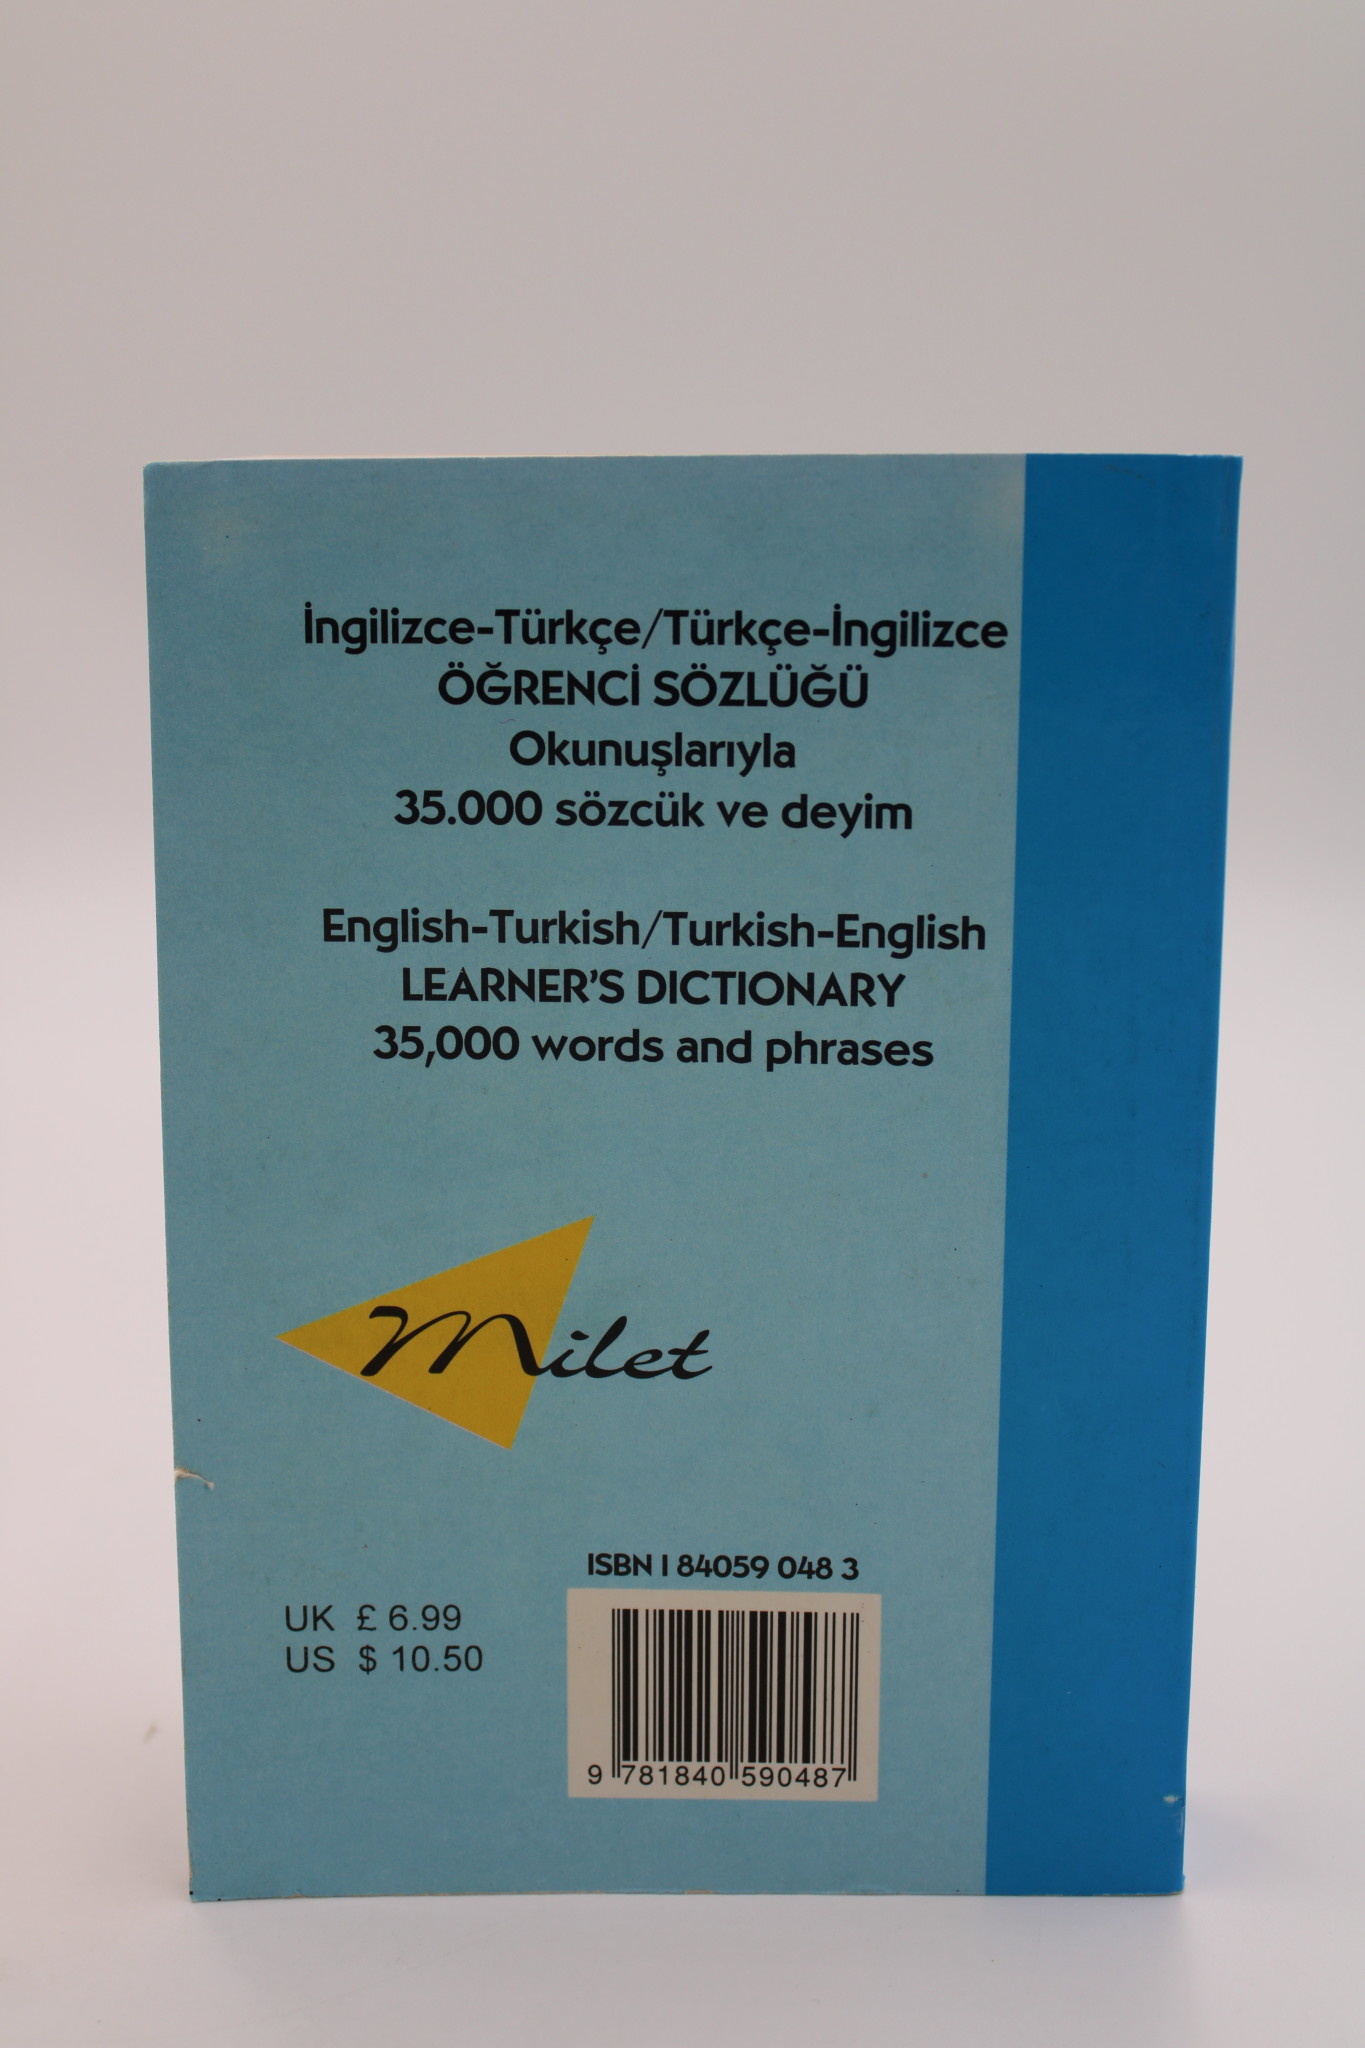 İngilizce-Türkçe/Türkçe-İngilizce
ÖĞRENCİ SÖZLÜĞÜ
Okunuşlarıyla
35.000 sözcük ve deyim
English-Turkish/Turkish-English
LEARNER'S DICTIONARY
35,000 words and phrases
Milet
ISBN 1 84059 048 3
UK £ 6.99
US $ 10.50
9 781840 590487